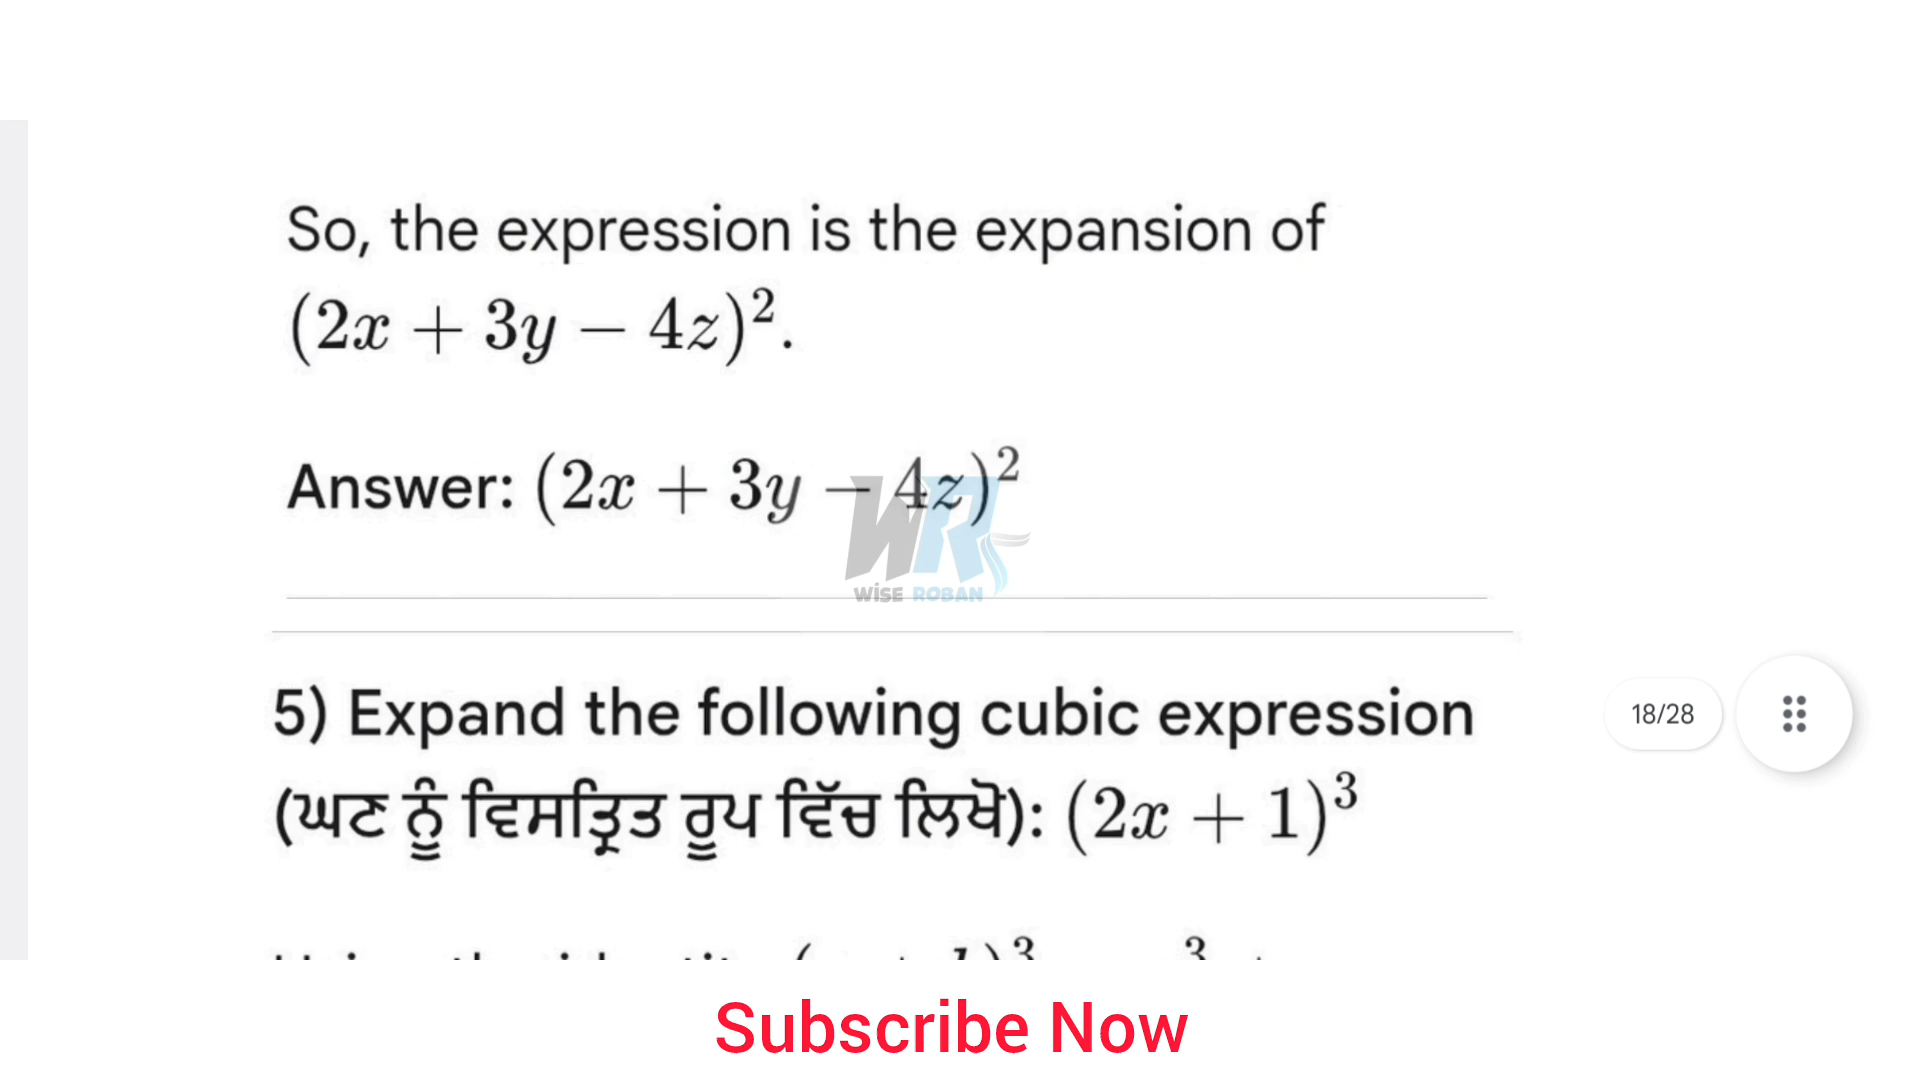 So, the expression is the expansion of
(2x + 3y − 4z)².
Answer: (2x + 3y − 4z)²
WR
WiSE ROBAN
5) Expand the following cubic expression
(ਘਣ ਨੂੰ ਵਿਸਤ੍ਰਿਤ ਰੂਪ ਵਿੱਚ ਲਿਖੋ): (2x + 1)³
18/28
Subscribe Now